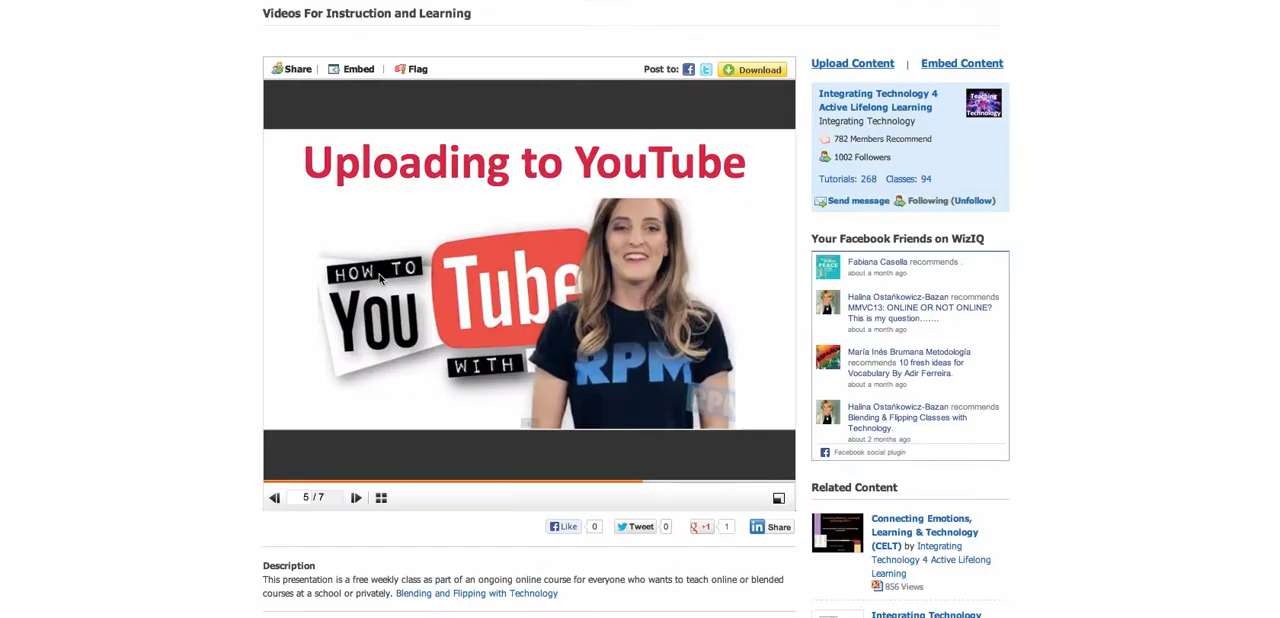 Videos For Instruction and Learning
Share | Embed | Flag
Post to: Download
Uploading to YouTube
HOW TO
YOU Tube
WITH
RPM
5 / 7
Like 0 Tweet 0 +1 1 Share
Description
This presentation is a free weekly class as part of an ongoing online course for everyone who wants to teach online or blended
courses at a school or privately. Blending and Flipping with Technology
Upload Content | Embed Content
Integrating Technology 4
Active Lifelong Learning
Integrating Technology
Teaching
Technology
782 Members Recommend
1002 Followers
Tutorials: 268 Classes: 94
Send message Following (Unfollow)
Your Facebook Friends on WizIQ
Fabiana Casella recommends .
about a month ago
Halina Ostańkowicz-Bazan recommends
MMVC13: ONLINE OR NOT ONLINE?
This is my question…….
about a month ago
María Inés Brumana Metodología
recommends 10 fresh ideas for
Vocabulary By Adir Ferreira.
about a month ago
Halina Ostańkowicz-Bazan recommends
Blending & Flipping Classes with
Technology.
about 2 months ago
Facebook social plugin
Related Content
Connecting Emotions,
Learning & Technology
(CELT) by Integrating
Technology 4 Active Lifelong
Learning
856 Views
Integrating Technology